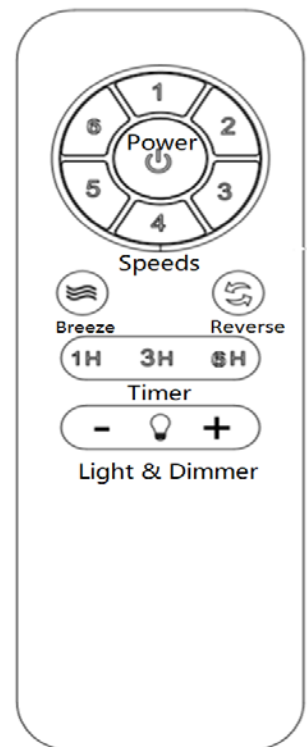 1
6 2
Power
5 3
4
Speeds
Breeze Reverse
1H 3H 6H
Timer
- +
Light & Dimmer